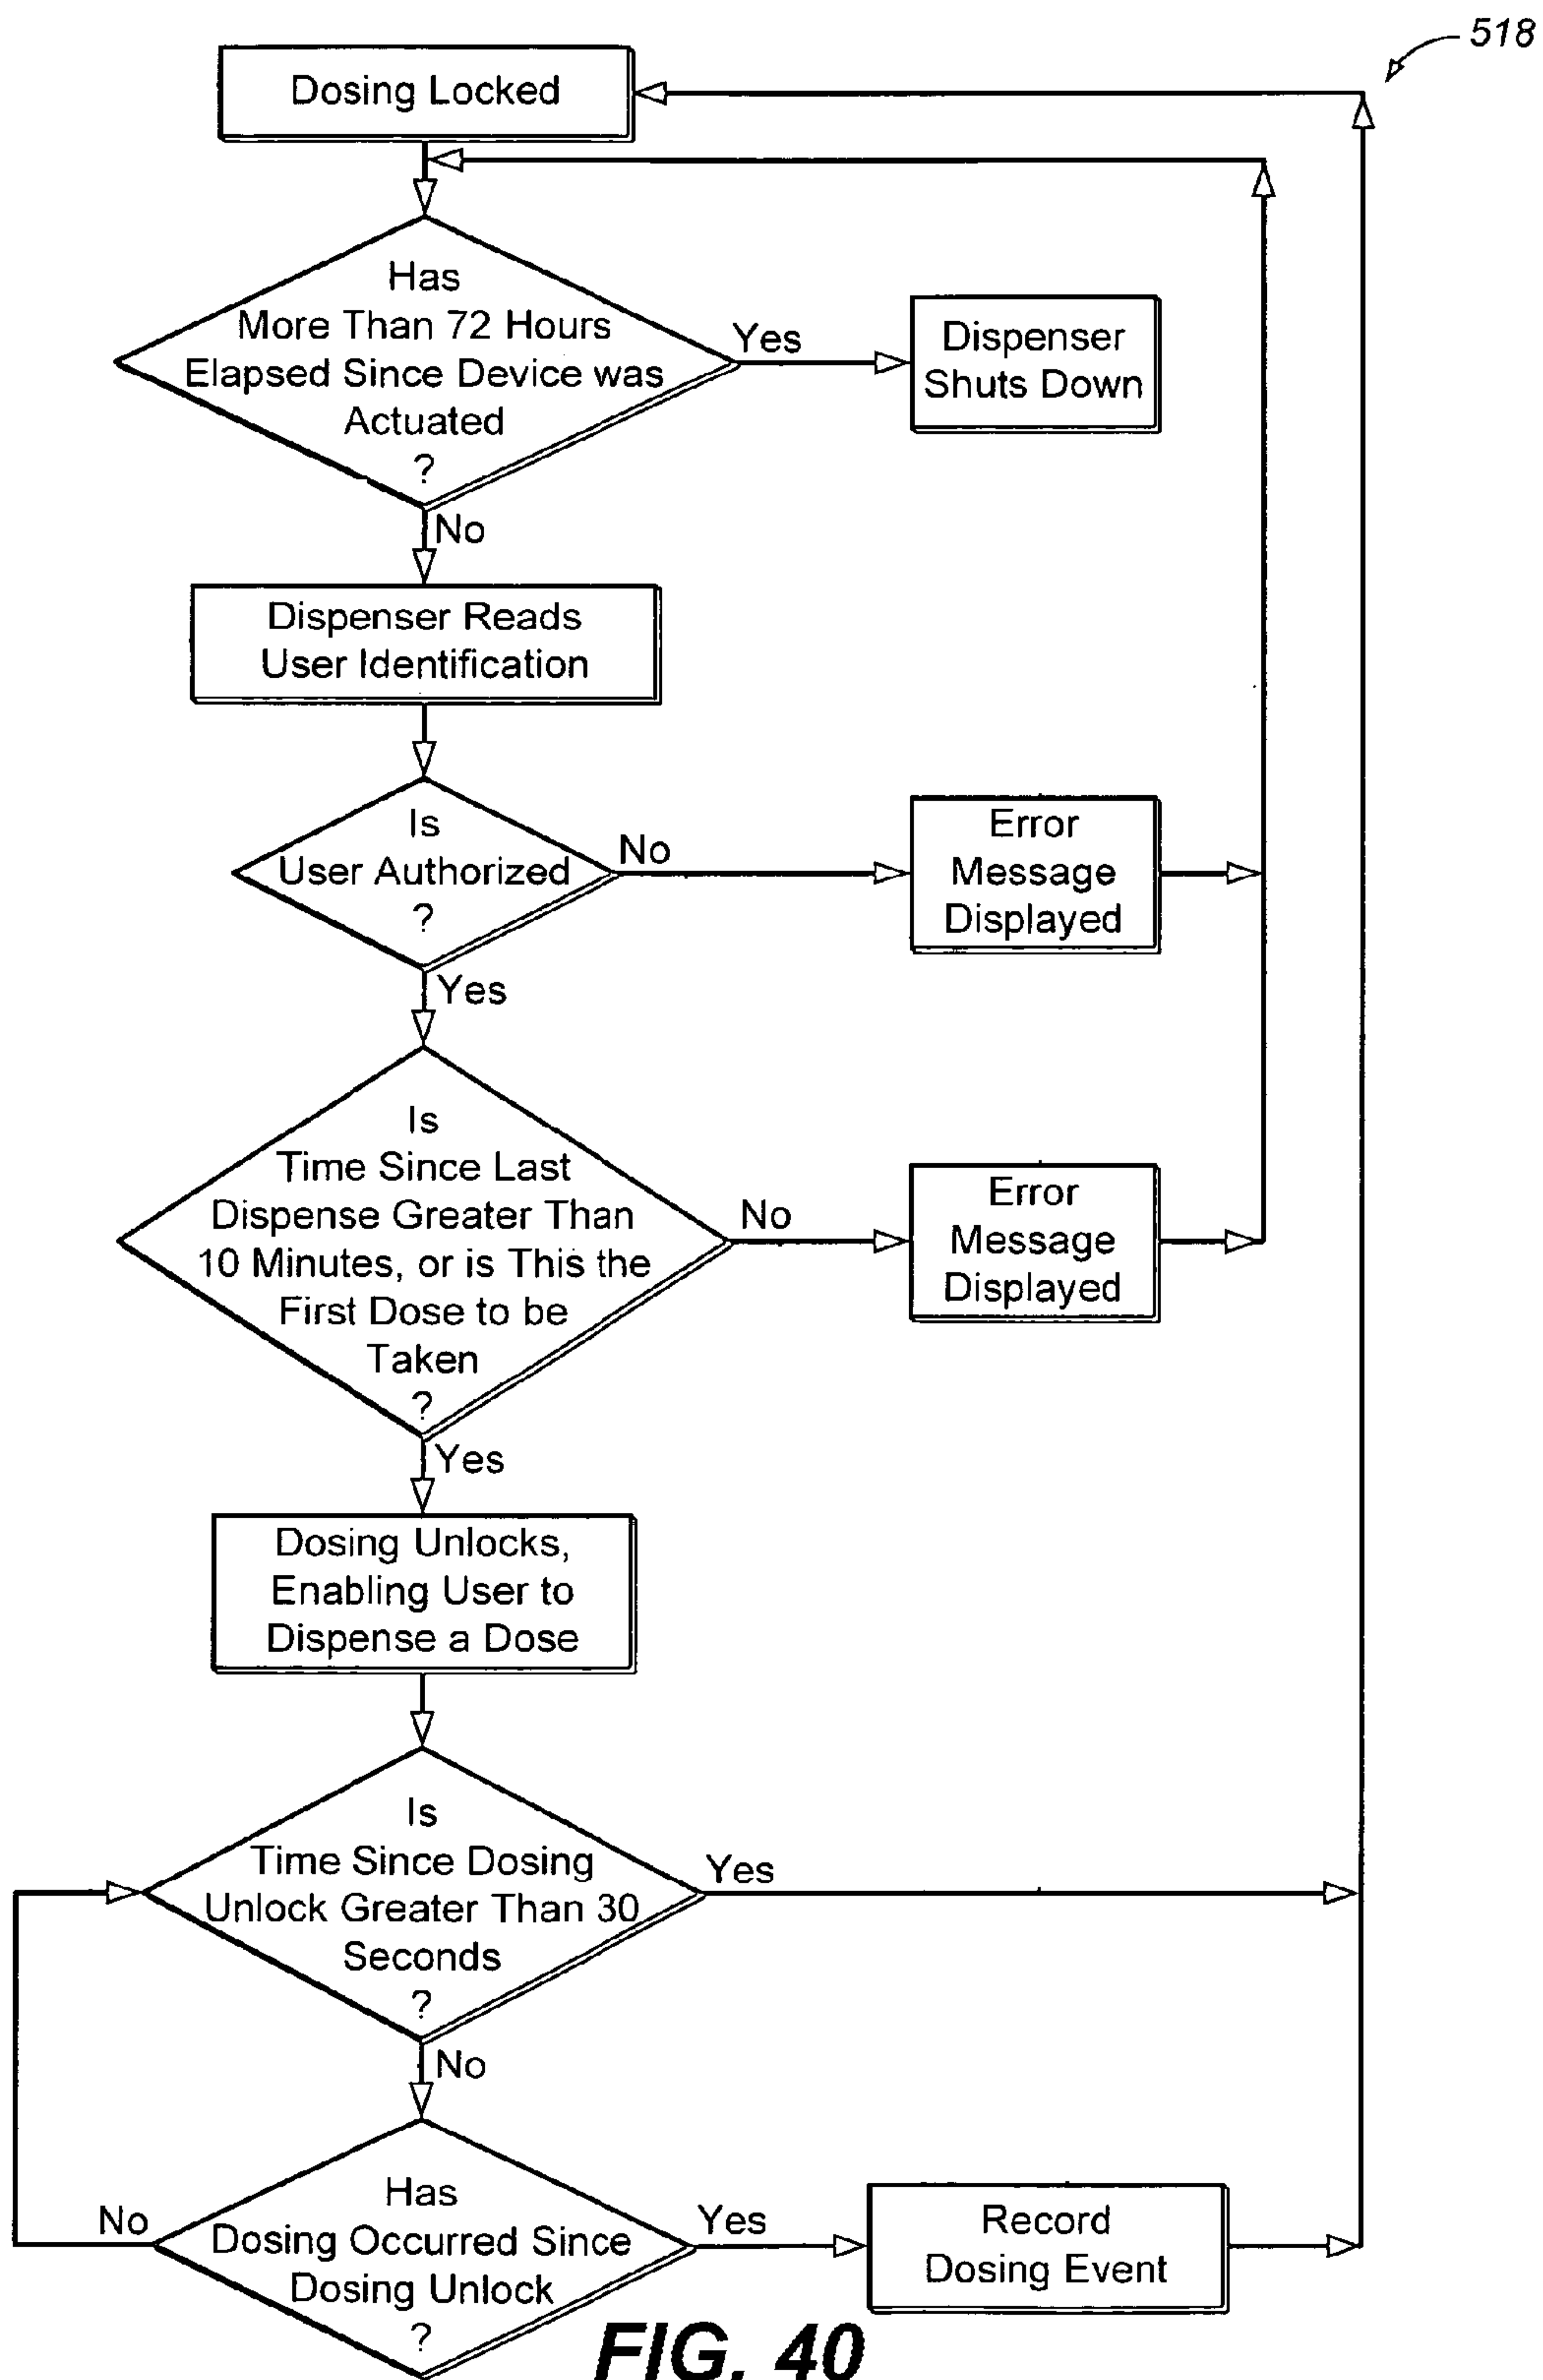 518
Dosing Locked
Has
More Than 72 Hours
Elapsed Since Device was
Actuated
?
Yes
Dispenser
Shuts Down
No
Dispenser Reads
User Identification
Is
User Authorized
?
No
Error
Message
Displayed
Yes
Is
Time Since Last
Dispense Greater Than
10 Minutes, or is This the
First Dose to be
Taken
?
No
Error
Message
Displayed
Yes
Dosing Unlocks,
Enabling User to
Dispense a Dose
Is
Time Since Dosing
Unlock Greater Than 30
Seconds
?
Yes
No
Has
Dosing Occurred Since
Dosing Unlock
?
No
Yes
Record
Dosing Event
FIG. 40